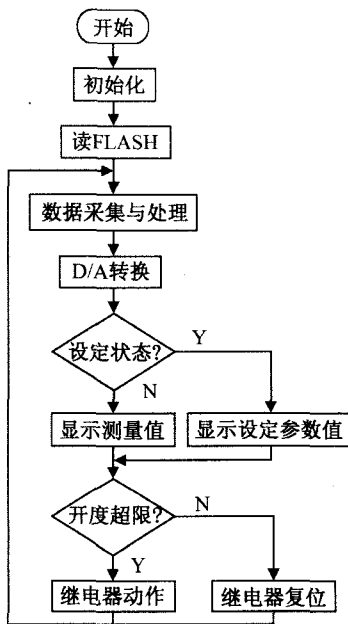 开始
初始化
读FLASH
数据采集与处理
D/A转换
设定状态?
Y
N
显示测量值
显示设定参数值
开度超限?
N
Y
继电器动作
继电器复位